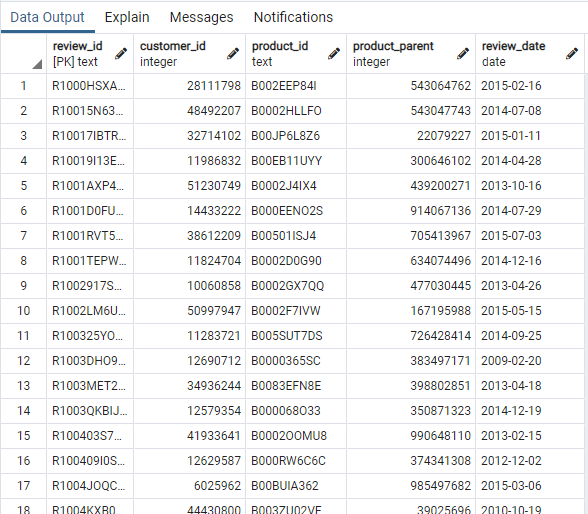 Data Output Explain Messages Notifications
review_id customer_id product_id product_parent review_date
[PK] text integer text integer date
1 R1000HSXA... 28111798 B002EEP84I 543064762 2015-02-16
2 R10015N63... 48492207 B0002HLLFO 543047743 2014-07-08
3 R10017IBTR... 32714102 B00JP6L8Z6 22079227 2015-01-11
4 R10019I13E... 11986832 B00EB11UYY 300646102 2014-04-28
5 R1001AXP4... 51230749 B0002J4IX4 439200271 2013-10-16
6 R1001D0FU... 14433222 B000EENO2S 914067136 2014-07-29
7 R1001RVT5... 38612209 B00501ISJ4 705413967 2015-07-03
8 R1001TEPW... 11824704 B0002D0G90 634074496 2014-12-16
9 R1002917S... 10060858 B0002GX7QQ 477030445 2013-04-26
10 R1002LM6U... 50997947 B0002F7IVW 167195988 2015-05-15
11 R100325YO... 11283721 B005SUT7DS 726428414 2014-09-25
12 R1003DHO9... 12690712 B0000365SC 383497171 2009-02-20
13 R1003MET2... 34936244 B0083EFN8E 398802851 2013-04-18
14 R1003QKBIJ... 12579354 B000068O33 350871323 2014-12-19
15 R100403S7... 41933641 B0002OOMU8 990648110 2013-02-15
16 R100409I0S... 12629587 B000RW6C6C 374341308 2012-12-02
17 R1004JOQC... 6025962 B00BUIA362 985497682 2015-03-06
18 R1004KXB0 44430800 B003ZU02VE 39025696 2010-10-19